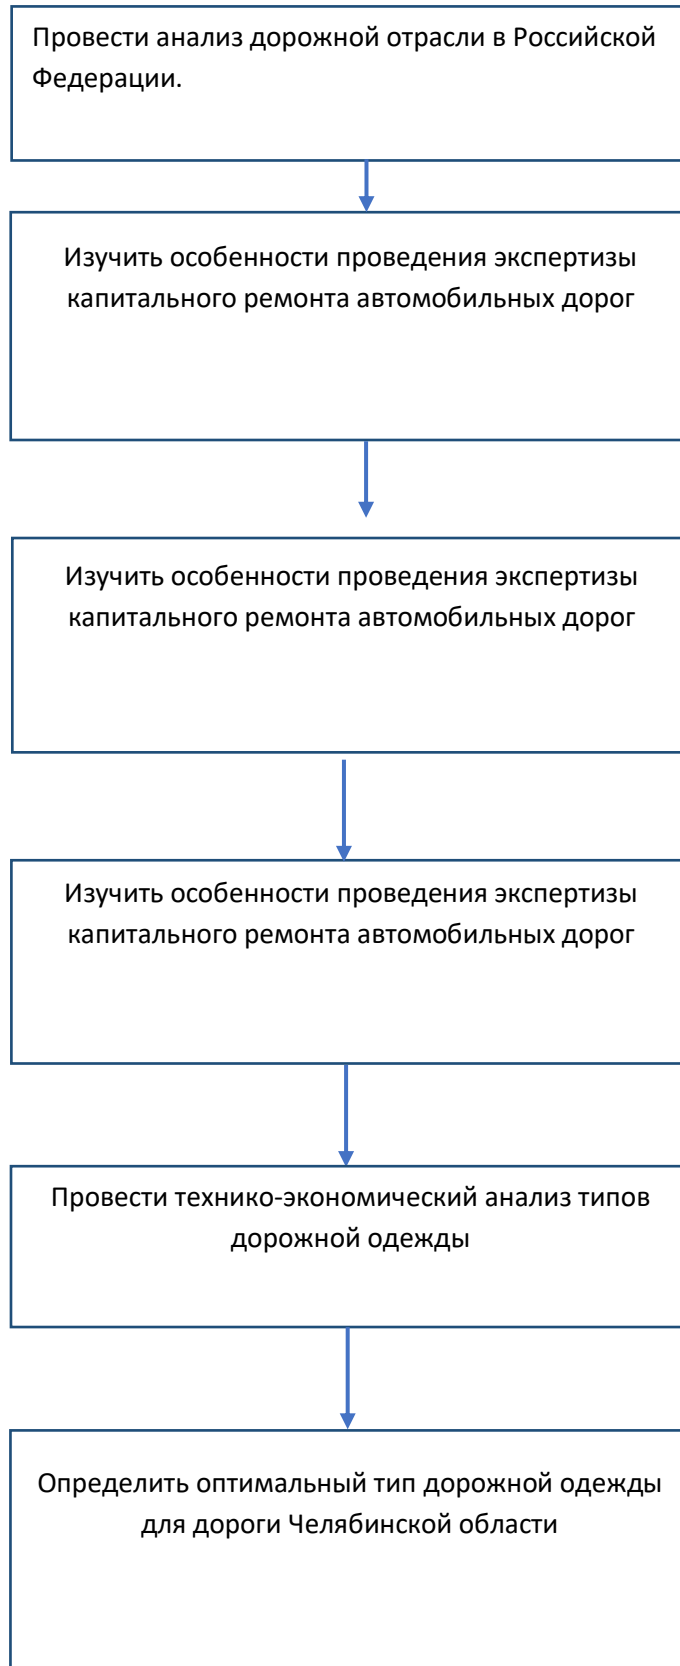 Провести анализ дорожной отрасли в Российской
Федерации.
Изучить особенности проведения экспертизы
капитального ремонта автомобильных дорог
Изучить особенности проведения экспертизы
капитального ремонта автомобильных дорог
Изучить особенности проведения экспертизы
капитального ремонта автомобильных дорог
Провести технико-экономический анализ типов
дорожной одежды
Определить оптимальный тип дорожной одежды
для дороги Челябинской области